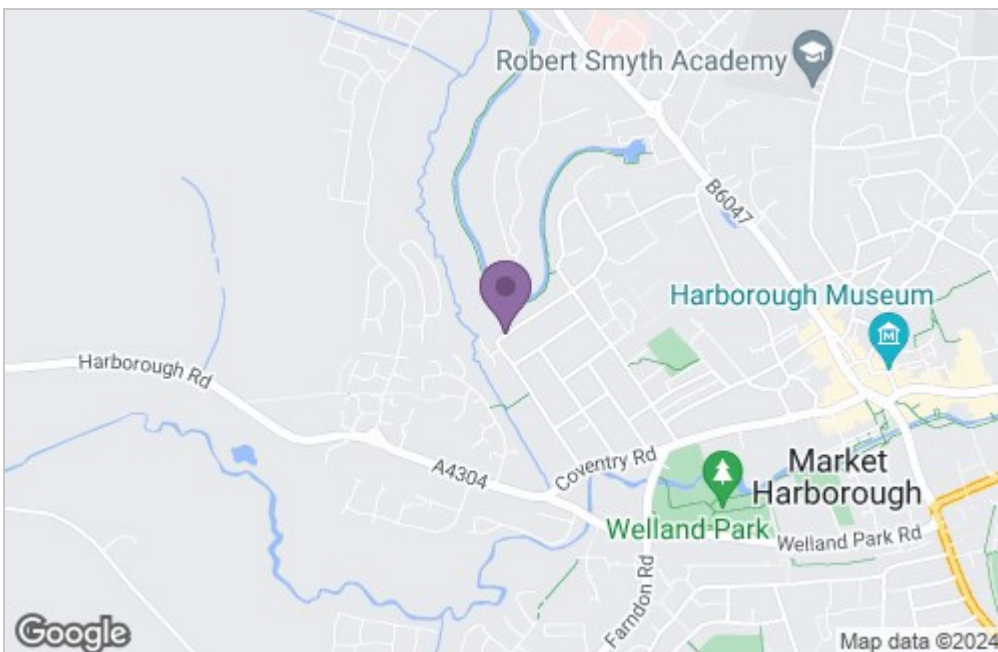 Robert Smyth Academy
B6047
Harborough Museum
Harborough Rd
Coventry Rd
A4304
Market
Harborough
Welland Park
Welland Park Rd
Farndon Rd
Google
Map data ©2024